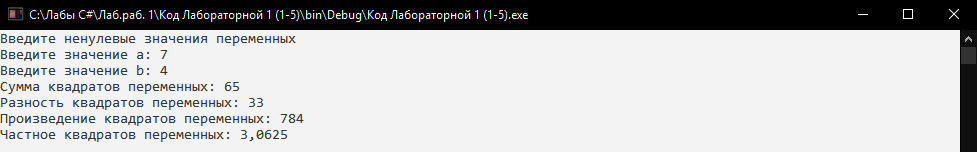 C:\Лабы C#\Лаб.раб. 1\Код Лабораторной 1 (1-5)\bin\Debug\Код Лабораторной 1 (1-5).exe
Введите ненулевые значения переменных
Введите значение a: 7
Введите значение b: 4
Сумма квадратов переменных: 65
Разность квадратов переменных: 33
Произведение квадратов переменных: 784
Частное квадратов переменных: 3,0625